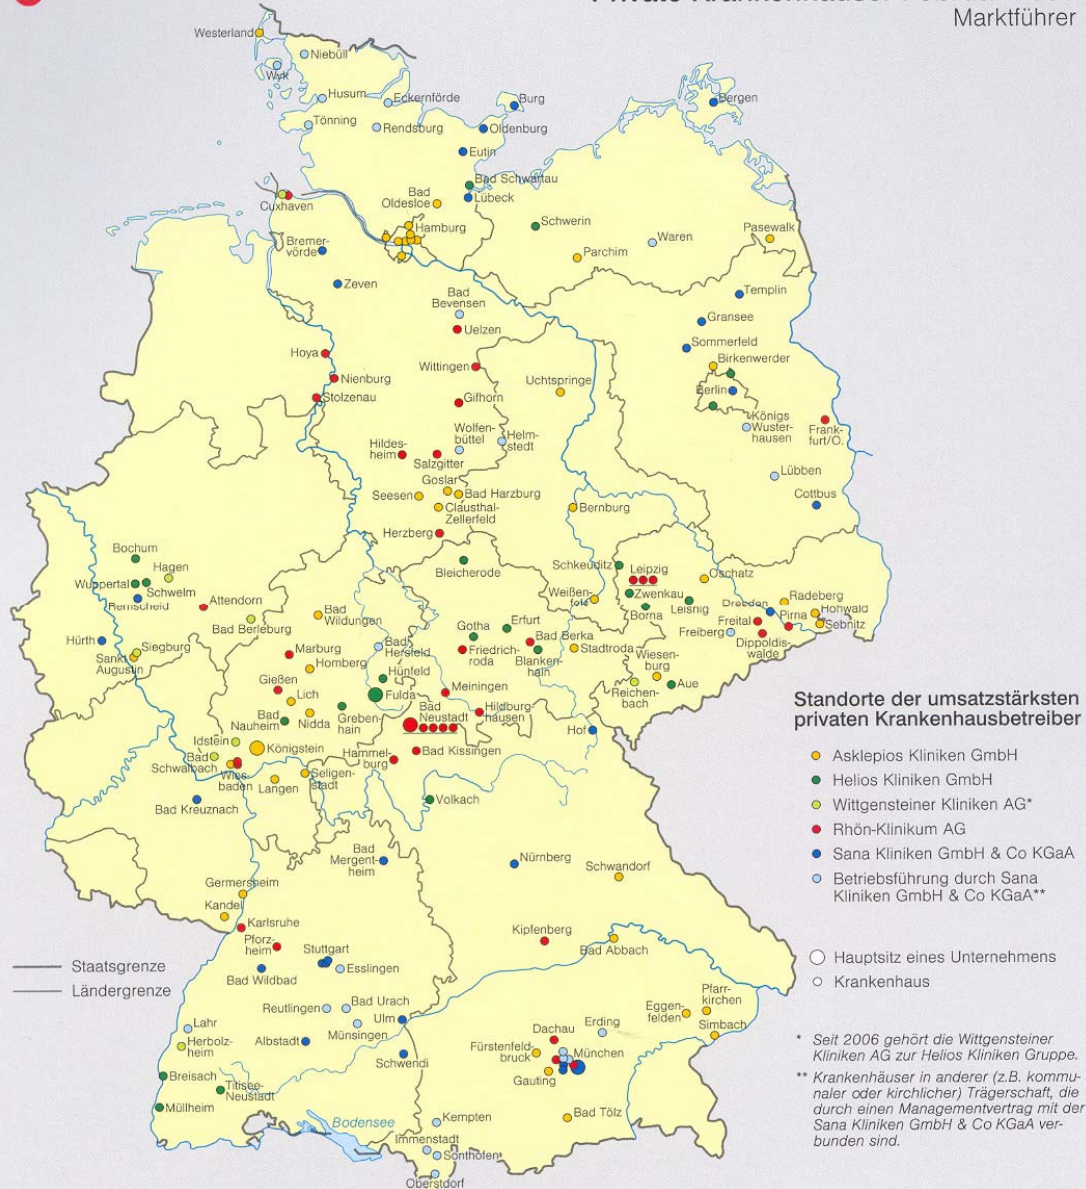 Marktführer
Westerland
Niebüll
Wyk
Husum
Eckernförde
Burg
Bergen
Tönning
Rendsburg
Oldenburg
Eutin
Bad Schwartau
Cuxhaven
Bad
Oldesloe
Lübeck
Hamburg
Schwerin
Waren
Pasewalk
Bremer-
vörde
Parchim
Zeven
Templin
Bad
Bevensen
Gransee
Uelzen
Sommerfeld
Hoya
Birkenwerder
Wittingen
Nienburg
Uchtspringe
Berlin
Stolzenau
Gifhorn
Königs
Wuster-
hausen
Frank-
furt/O.
Wolfen-
büttel
Helm-
stedt
Hildes-
heim
Salzgitter
Lübben
Goslar
Seesen
Bad Harzburg
Cottbus
Clausthal-
Zellerfeld
Bernburg
Herzberg
Bochum
Hagen
Bleicherode
Schkeuditz
Leipzig
Oschatz
Wuppertal
Schwelm
Remscheid
Attendorn
Weißen-
fels
Zwenkau
Leisnig
Borna
Dresden
Radeberg
Hohwald
Pirna
Sebnitz
Freital
Freiberg
Dippoldis-
walde
Bad Berleburg
Bad
Wildungen
Gotha
Erfurt
Bad Berka
Hürth
Siegburg
Sankt
Augustin
Marburg
Homberg
Bad
Hersfeld
Friedrich-
roda
Blanken-
hain
Stadtroda
Wiesen-
burg
Hünfeld
Gießen
Lich
Fulda
Meiningen
Reichen-
bach
Aue
Bad
Nauheim
Nidda
Greben-
hain
Bad
Neustadt
Hildburg-
hausen
Hof
Idstein
Königstein
Bad
Schwalbach
Hammel-
burg
Bad Kissingen
Wies-
baden
Langen
Seligen-
stadt
Bad Kreuznach
Volkach
Bad
Mergent-
heim
Nürnberg
Schwandorf
Germersheim
Kandel
Karlsruhe
Pforz-
heim
Kipfenberg
Bad Abbach
Stuttgart
Bad Wildbad
Esslingen
Reutlingen
Bad Urach
Münsingen
Ulm
Pfarr-
kirchen
Eggen-
felden
Simbach
Lahr
Herbolz-
heim
Albstadt
Schwendi
Dachau
Erding
Fürstenfeld-
bruck
München
Gauting
Breisach
Titisee-
Neustadt
Müllheim
Bad Tölz
Bodensee
Kempten
Immenstadt
Sonthofen
Oberstdorf
Staatsgrenze
Ländergrenze
Standorte der umsatzstärksten
privaten Krankenhausbetreiber
Asklepios Kliniken GmbH
Helios Kliniken GmbH
Wittgensteiner Kliniken AG*
Rhön-Klinikum AG
Sana Kliniken GmbH & Co KGaA
Betriebsführung durch Sana
Kliniken GmbH & Co KGaA**
Hauptsitz eines Unternehmens
Krankenhaus
* Seit 2006 gehört die Wittgensteiner
Kliniken AG zur Helios Kliniken Gruppe.
** Krankenhäuser in anderer (z.B. kommu-
naler oder kirchlicher) Trägerschaft, die
durch einen Managementvertrag mit der
Sana Kliniken GmbH & Co KGaA ver-
bunden sind.